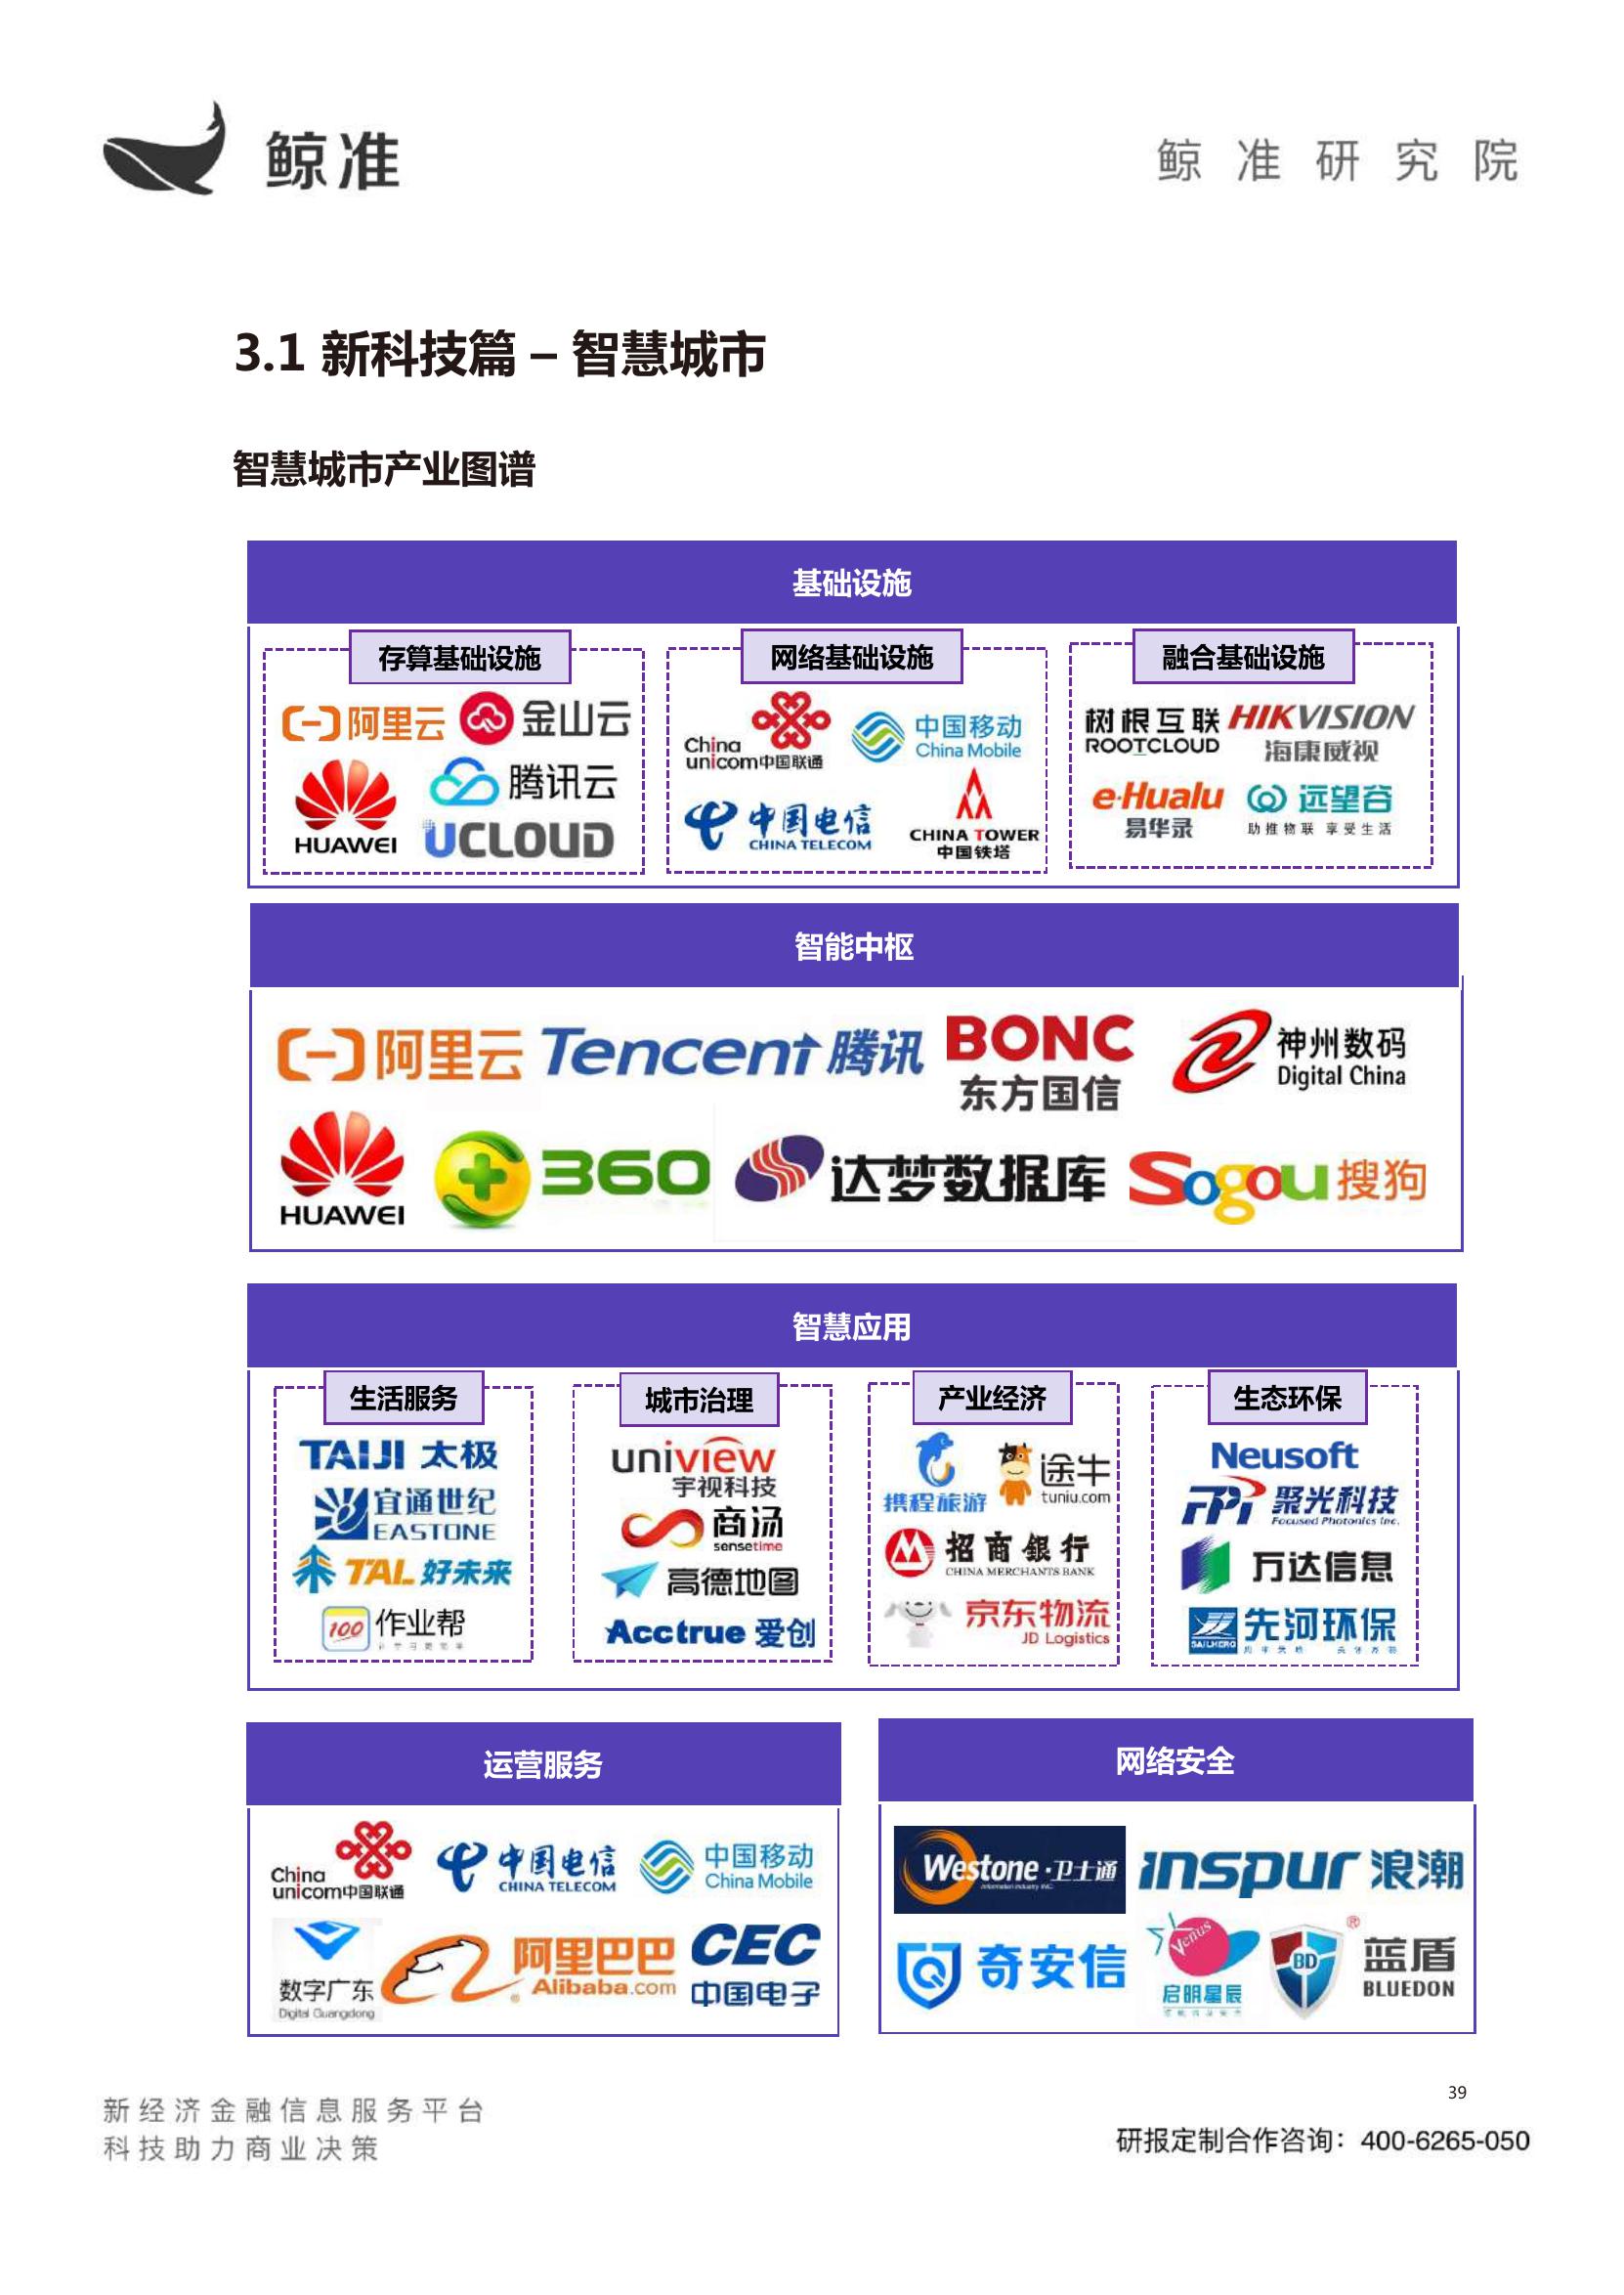 鲸准
鲸准研究院
3.1 新科技篇 – 智慧城市
智慧城市产业图谱
基础设施
存算基础设施
网络基础设施
融合基础设施
阿里云
金山云
HUAWEI
腾讯云
UCLOUD
China
unicom中国联通
中国移动
China Mobile
中国电信
CHINA TELECOM
CHINA TOWER
中国铁塔
树根互联
ROOTCLOUD
HIKVISION
海康威视
e·Hualu
易华录
远望谷
助推物联 享受生活
智能中枢
阿里云
Tencent 腾讯
BONC
东方国信
神州数码
Digital China
HUAWEI
360
达梦数据库
Sogou 搜狗
智慧应用
生活服务
城市治理
产业经济
生态环保
TAIJI 太极
宜通世纪
EASTONE
TAL 好未来
100 作业帮
uniview
宇视科技
商汤
sensetime
高德地图
Acctrue 爱创
携程旅游
途牛
tuniu.com
招商銀行
CHINA MERCHANTS BANK
京东物流
JD Logistics
Neusoft
FPI 聚光科技
Focused Photonics Inc.
万达信息
SAILHERO 先河环保
运营服务
网络安全
China
unicom中国联通
中国电信
CHINA TELECOM
中国移动
China Mobile
数字广东
Digital Guangdong
阿里巴巴
Alibaba.com
CEC
中国电子
Westone·卫士通
inspur 浪潮
奇安信
Venus
启明星辰
BD
蓝盾
BLUEDON
39
新经济金融信息服务平台
科技助力商业决策
研报定制合作咨询：400-6265-050